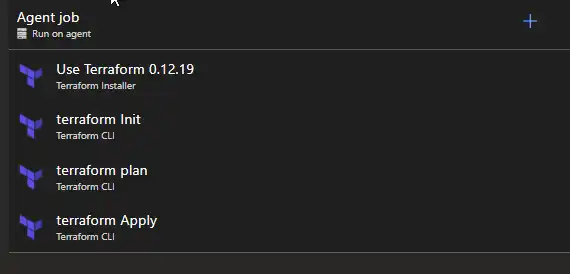 Agent job
Run on agent
Use Terraform 0.12.19
Terraform Installer
terraform Init
Terraform CLI
terraform plan
Terraform CLI
terraform Apply
Terraform CLI